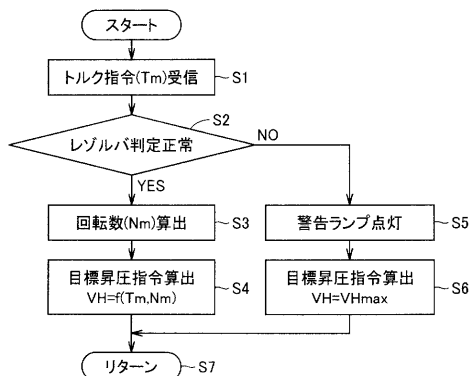 スタート
トルク指令(Tm)受信
S1
レゾルバ判定正常
S2
NO
YES
回転数(Nm)算出
S3
警告ランプ点灯
S5
目標昇圧指令算出
VH=f(Tm,Nm)
S4
目標昇圧指令算出
VH=VHmax
S6
リターン
S7